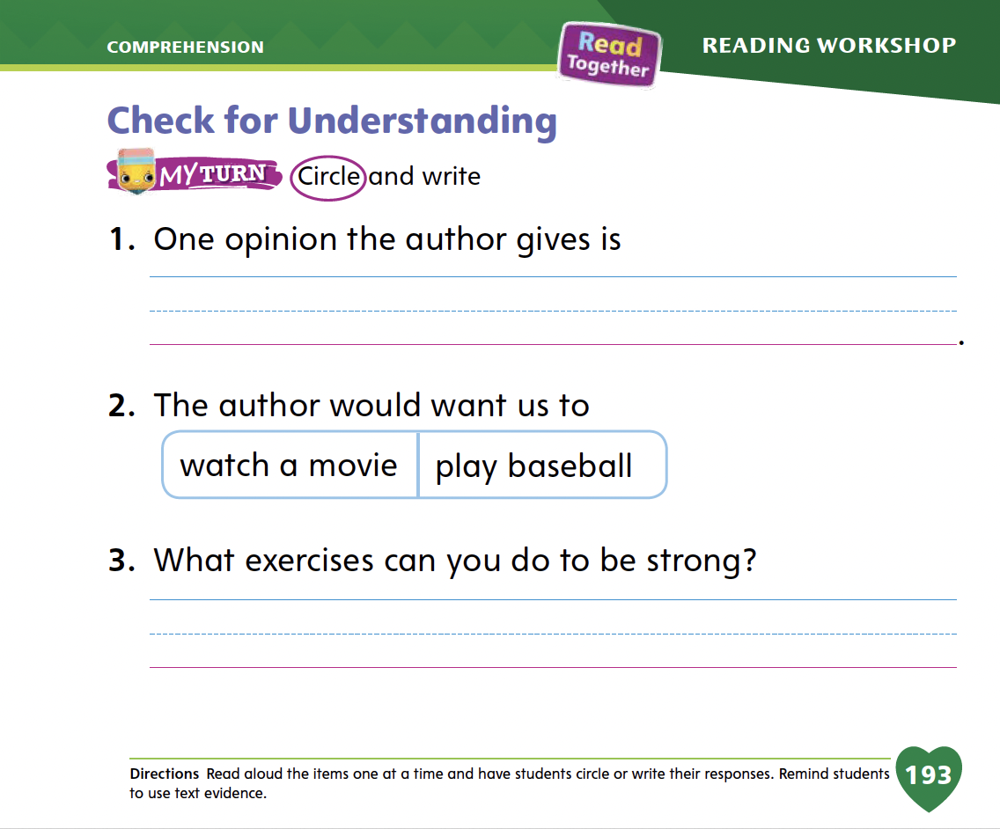 COMPREHENSION
Read
Together
READING WORKSHOP
Check for Understanding
MY TURN Circle and write
1. One opinion the author gives is
.
2. The author would want us to
watch a movie play baseball
3. What exercises can you do to be strong?
Directions Read aloud the items one at a time and have students circle or write their responses. Remind students
to use text evidence.
193